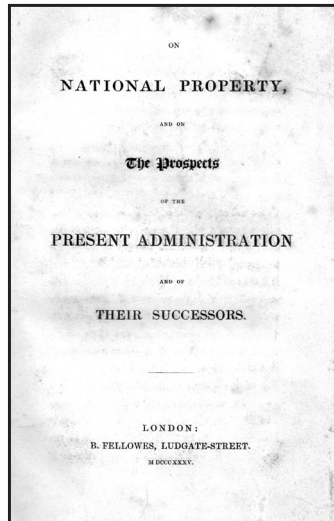 ON
NATIONAL PROPERTY,
AND ON
The Prospects
OF THE
PRESENT ADMINISTRATION
AND OF
THEIR SUCCESSORS.
LONDON:
B. FELLOWES, LUDGATE-STREET.
MDCCCXXXV.